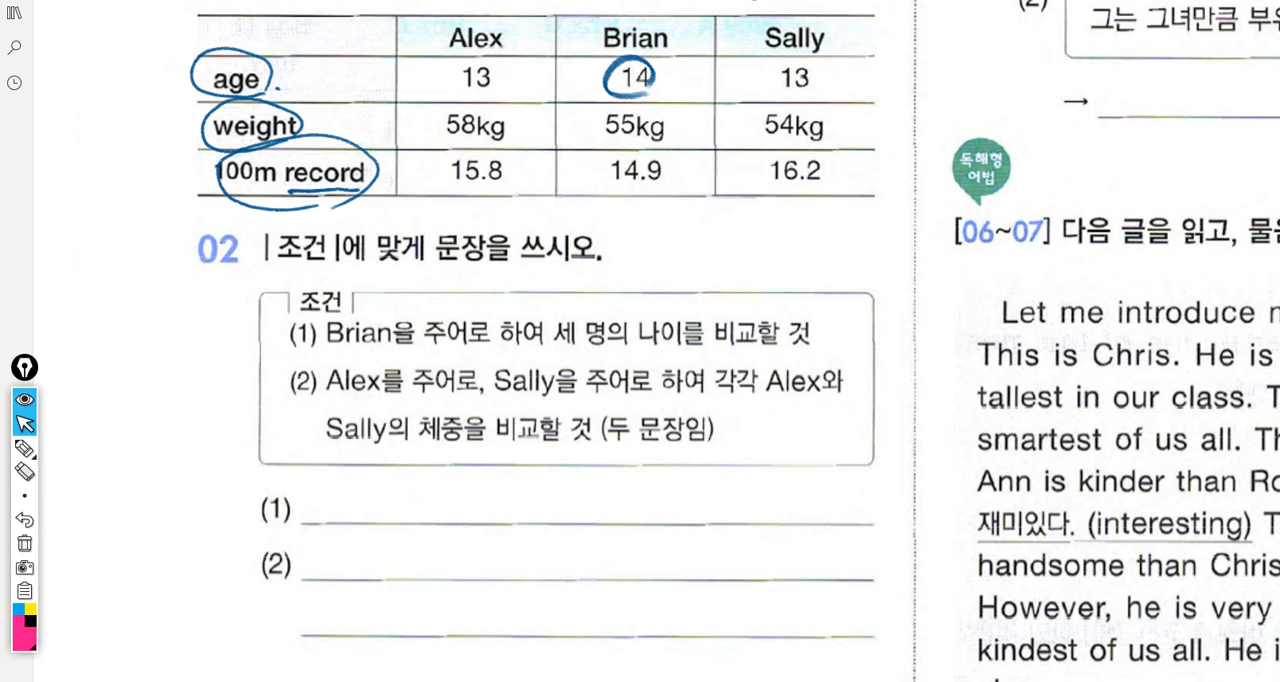 Alex Brian Sally
age 13 14 13
weight 58kg 55kg 54kg
100m record 15.8 14.9 16.2
02 |조건|에 맞게 문장을 쓰시오.
| 조건 |
(1) Brian을 주어로 하여 세 명의 나이를 비교할 것
(2) Alex를 주어로, Sally을 주어로 하여 각각 Alex와
Sally의 체중을 비교할 것 (두 문장임)
(1)
(2)
그는 그녀만큼 부
→
독해형
어법
[06~07] 다음 글을 읽고,
Let me introduce
This is Chris. He is
tallest in our class.
smartest of us all.
Ann is kinder than
재미있다. (interesting)
handsome than Chris
However, he is very
kindest of us all. He